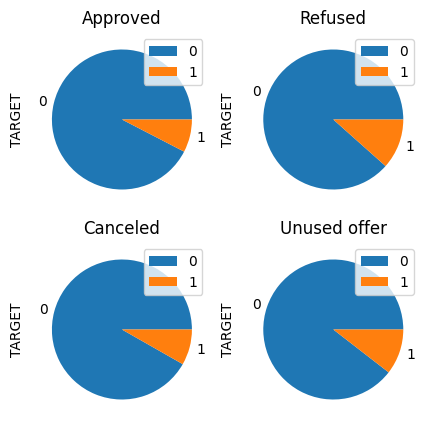 Approved
0
1
0
1
TARGET
Refused
0
1
0
1
TARGET
Canceled
0
1
0
1
TARGET
Unused offer
0
1
0
1
TARGET